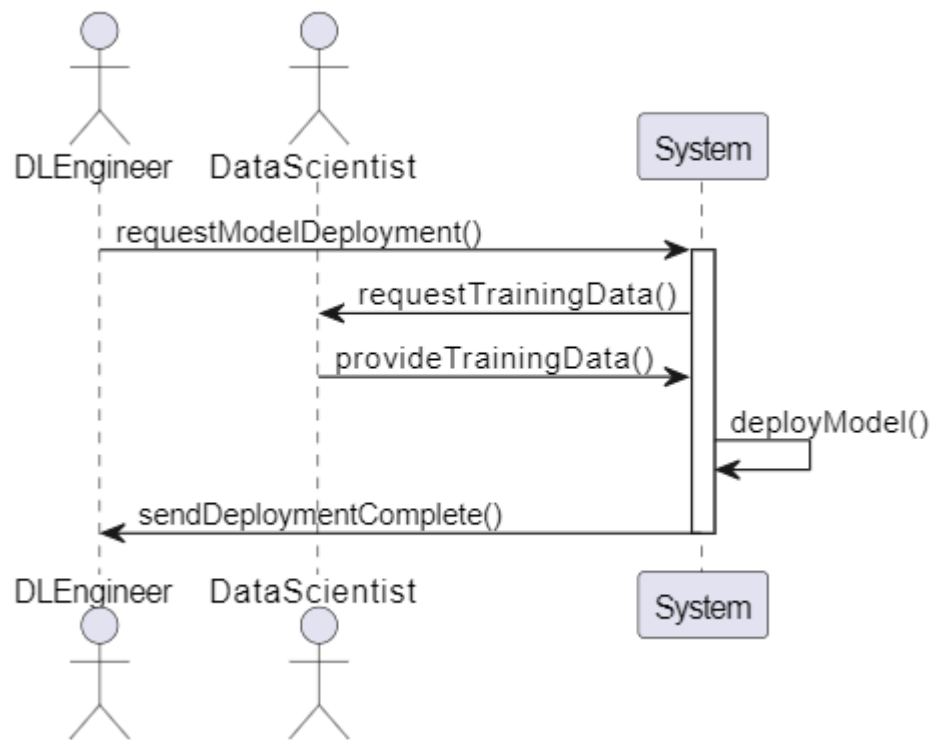 DLEngineer
DataScientist
System
requestModelDeployment()
requestTrainingData()
provideTrainingData()
deployModel()
sendDeploymentComplete()
DLEngineer
DataScientist
System